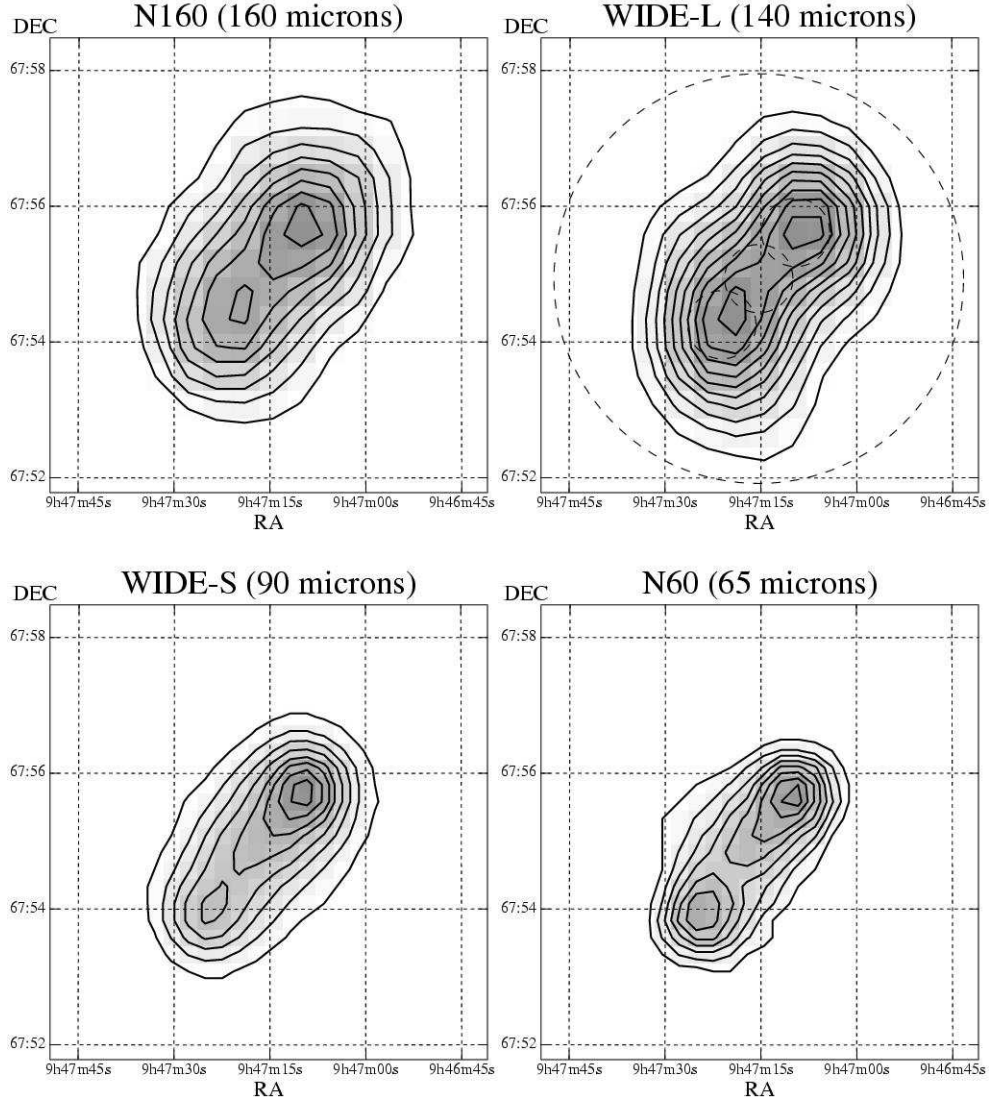 N160 (160 microns)
DEC
67:58
67:56
67:54
67:52
9h47m45s 9h47m30s 9h47m15s 9h47m00s 9h46m45s
RA
WIDE-L (140 microns)
DEC
67:58
67:56
67:54
67:52
9h47m45s 9h47m30s 9h47m15s 9h47m00s 9h46m45s
RA
WIDE-S (90 microns)
DEC
67:58
67:56
67:54
67:52
9h47m45s 9h47m30s 9h47m15s 9h47m00s 9h46m45s
RA
N60 (65 microns)
DEC
67:58
67:56
67:54
67:52
9h47m45s 9h47m30s 9h47m15s 9h47m00s 9h46m45s
RA